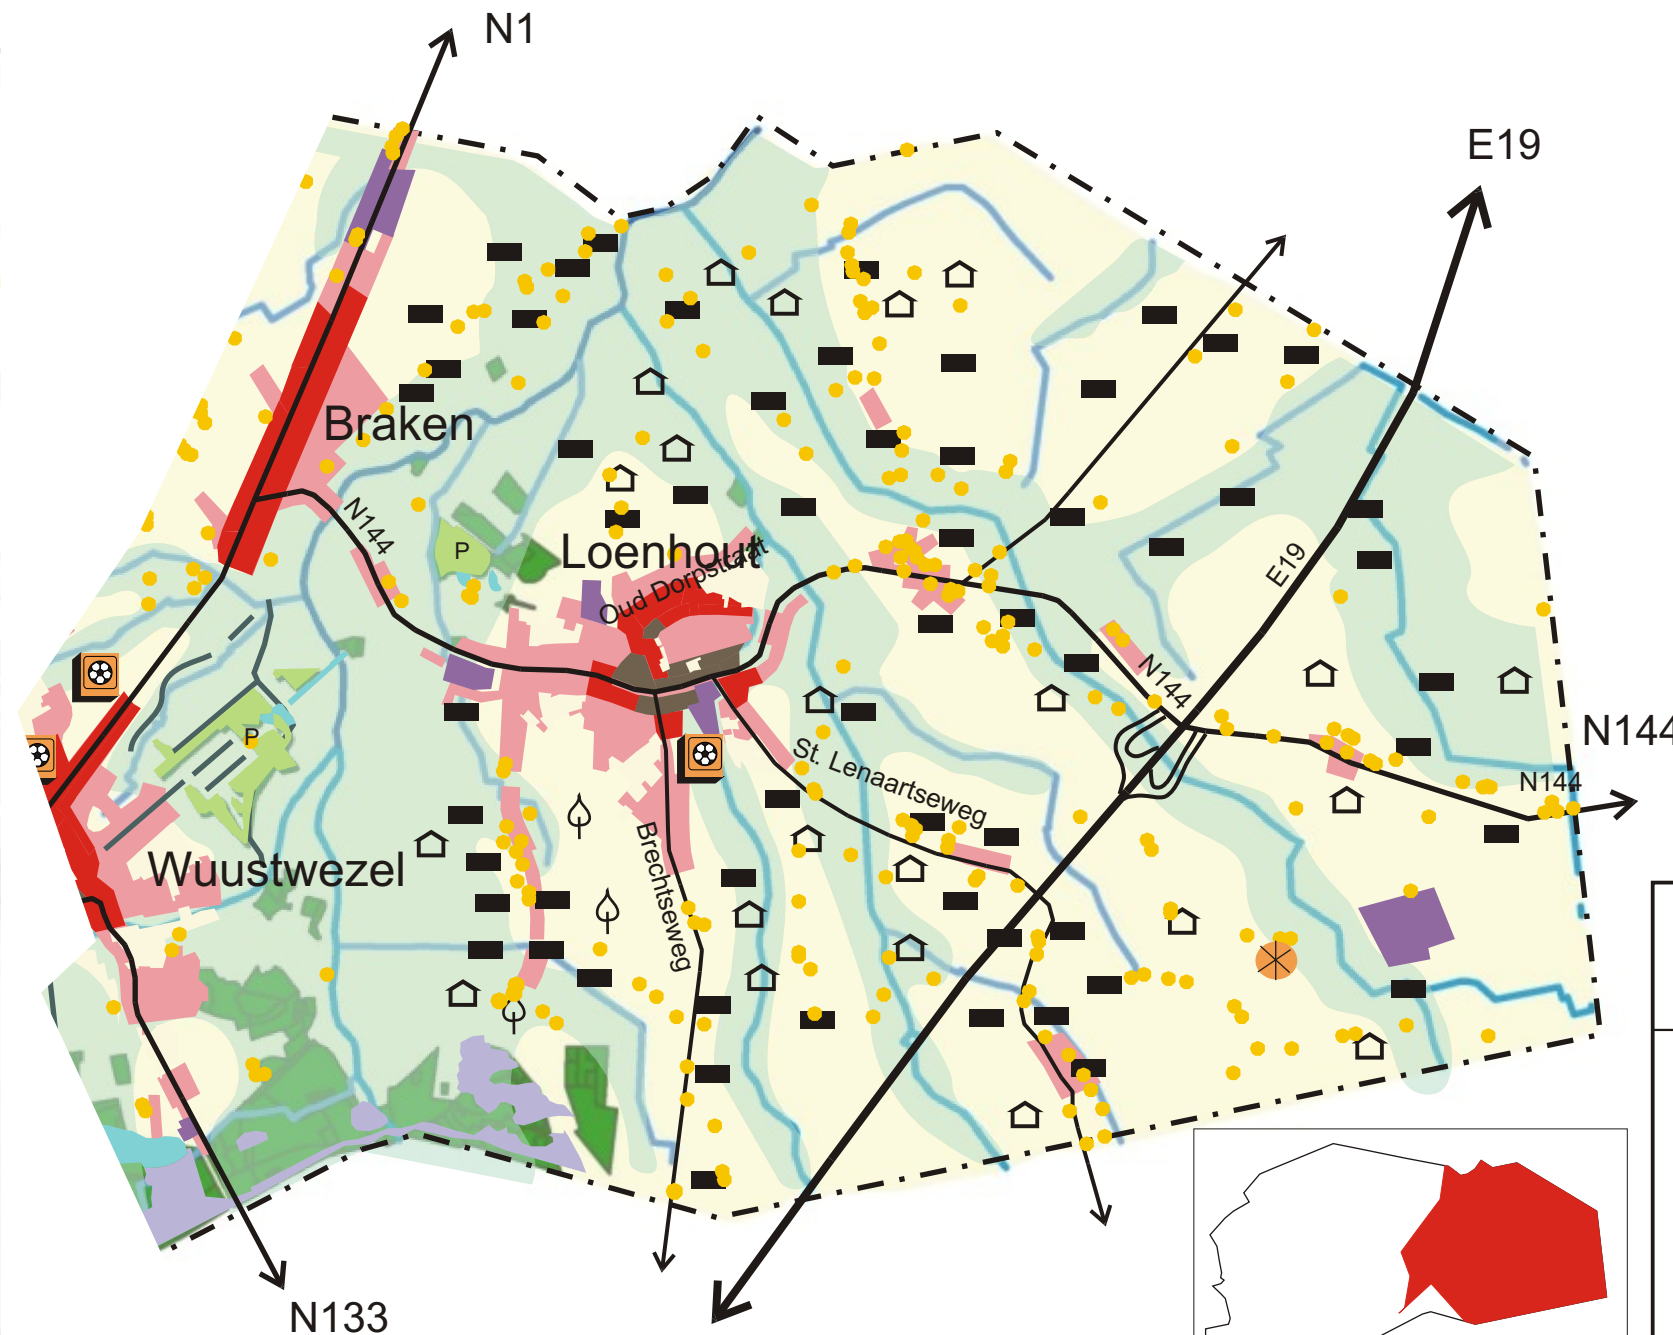 N1
E19
Braken
N144
P
Loenhout
Oud Dorpstraat
E19
N144
N144
N144
P
St. Lenaartseweg
Brechtseweg
Wuustwezel
N133